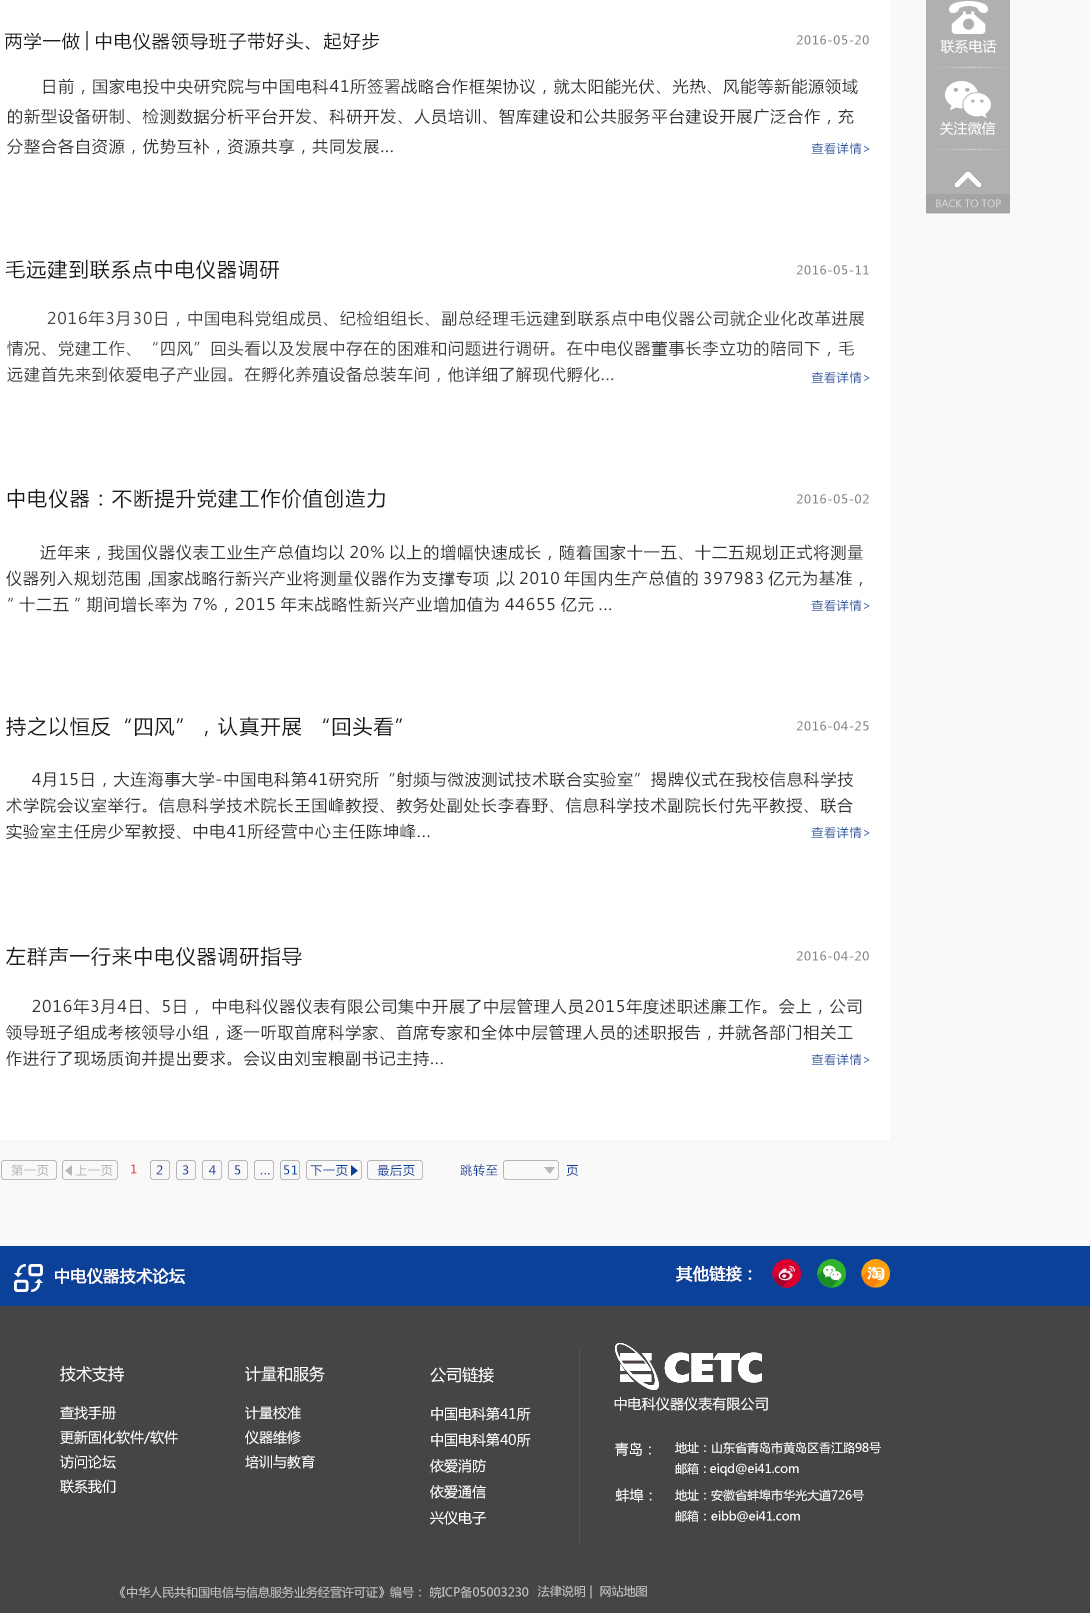 两学一做 | 中电仪器领导班子带好头、起好步
2016-05-20
日前，国家电投中央研究院与中国电科41所签署战略合作框架协议，就太阳能光伏、光热、风能等新能源领域
的新型设备研制、检测数据分析平台开发、科研开发、人员培训、智库建设和公共服务平台建设开展广泛合作，充
分整合各自资源，优势互补，资源共享，共同发展...
查看详情>
联系电话
关注微信
BACK TO TOP
毛远建到联系点中电仪器调研
2016-05-11
2016年3月30日，中国电科党组成员、纪检组组长、副总经理毛远建到联系点中电仪器公司就企业化改革进展
情况、党建工作、“四风”回头看以及发展中存在的困难和问题进行调研。在中电仪器董事长李立功的陪同下，毛
远建首先来到依爱电子产业园。在孵化养殖设备总装车间，他详细了解现代孵化...
查看详情>
中电仪器：不断提升党建工作价值创造力
2016-05-02
近年来，我国仪器仪表工业生产总值均以 20% 以上的增幅快速成长，随着国家十一五、十二五规划正式将测量
仪器列入规划范围，国家战略行新兴产业将测量仪器作为支撑专项，以 2010 年国内生产总值的 397983 亿元为基准，
“ 十二五 ” 期间增长率为 7%，2015 年末战略性新兴产业增加值为 44655 亿元 ...
查看详情>
持之以恒反“四风”，认真开展 “回头看”
2016-04-25
4月15日，大连海事大学-中国电科第41研究所“射频与微波测试技术联合实验室”揭牌仪式在我校信息科学技
术学院会议室举行。信息科学技术院长王国峰教授、教务处副处长李春野、信息科学技术副院长付先平教授、联合
实验室主任房少军教授、中电41所经营中心主任陈坤峰...
查看详情>
左群声一行来中电仪器调研指导
2016-04-20
2016年3月4日、5日， 中电科仪器仪表有限公司集中开展了中层管理人员2015年度述职述廉工作。会上，公司
领导班子组成考核领导小组，逐一听取首席科学家、首席专家和全体中层管理人员的述职报告，并就各部门相关工
作进行了现场质询并提出要求。会议由刘宝粮副书记主持...
查看详情>
第一页 上一页 1 2 3 4 5 ... 51 下一页 最后页 跳转至 页
中电仪器技术论坛
其他链接：
淘
技术支持
查找手册
更新固化软件/软件
访问论坛
联系我们
计量和服务
计量校准
仪器维修
培训与教育
公司链接
中国电科第41所
中国电科第40所
依爱消防
依爱通信
兴仪电子
CETC
中电科仪器仪表有限公司
青岛： 地址：山东省青岛市黄岛区香江路98号
邮箱：eiqd@ei41.com
蚌埠： 地址：安徽省蚌埠市华光大道726号
邮箱：eibb@ei41.com
《中华人民共和国电信与信息服务业务经营许可证》编号： 皖ICP备05003230 法律说明 | 网站地图